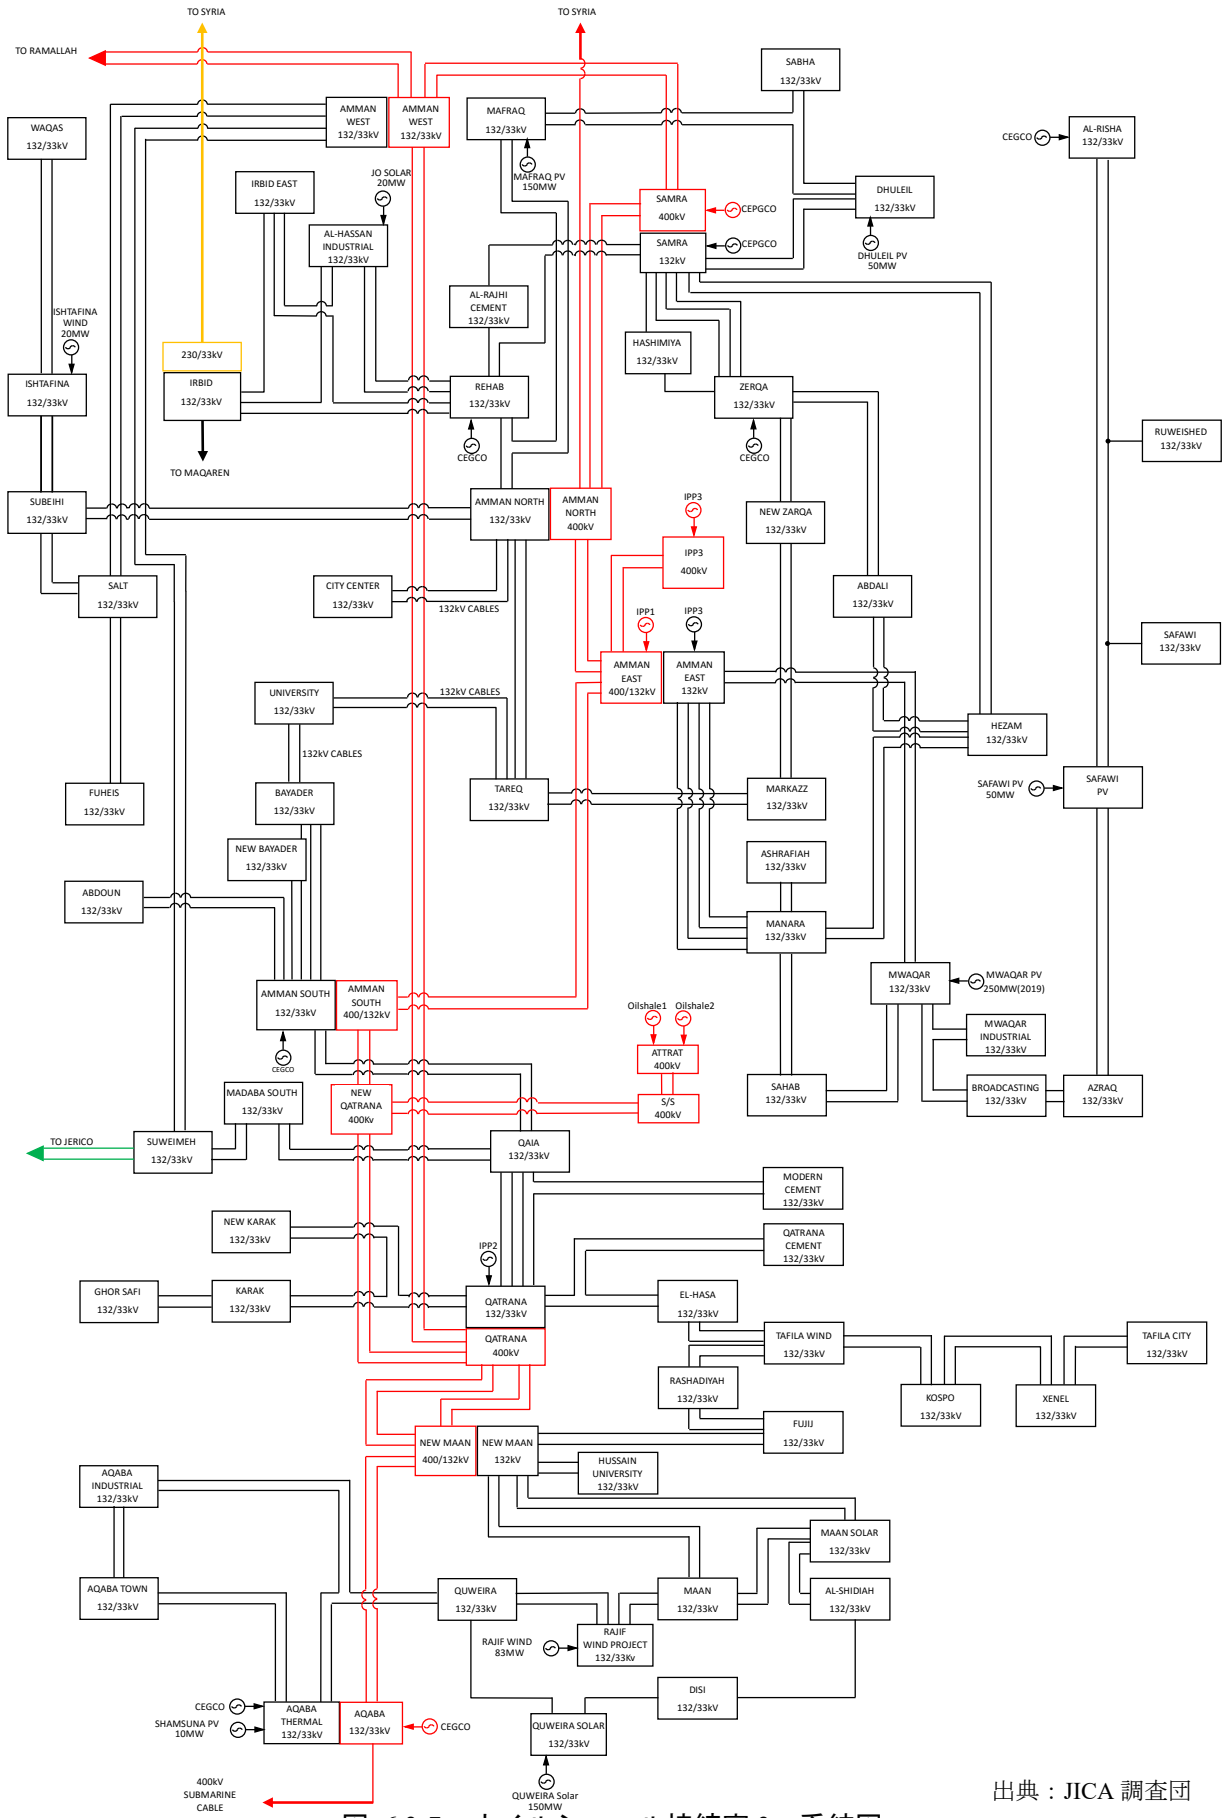 TO SYRIA
TO SYRIA
TO RAMALLAH
SABHA
132/33kV
AMMAN
WEST
132/33kV
AMMAN
WEST
132/33kV
MAFRAQ
132/33kV
WAQAS
132/33kV
CEGCO
AL-RISHA
132/33kV
MAFRAQ PV
150MW
JO SOLAR
20MW
IRBID EAST
132/33kV
DHULEIL
132/33kV
SAMRA
400kV
CEPGCO
AL-HASSAN
INDUSTRIAL
132/33kV
SAMRA
132kV
CEPGCO
DHULEIL PV
50MW
AL-RAJHI
CEMENT
132/33kV
ISHTAFINA
WIND
20MW
HASHIMIYA
132/33kV
230/33kV
ISHTAFINA
132/33kV
IRBID
132/33kV
REHAB
132/33kV
ZERQA
132/33kV
RUWEISHED
132/33kV
CEGCO
CEGCO
TO MAQAREN
SUBEIHI
132/33kV
AMMAN NORTH
132/33kV
AMMAN
NORTH
400kV
IPP3
NEW ZARQA
132/33kV
IPP3
400kV
SALT
132/33kV
CITY CENTER
132/33kV
132kV CABLES
ABDALI
132/33kV
IPP1
IPP3
SAFAWI
132/33kV
AMMAN
EAST
400/132kV
AMMAN
EAST
132kV
UNIVERSITY
132/33kV
132kV CABLES
HEZAM
132/33kV
132kV CABLES
FUHEIS
132/33kV
BAYADER
132/33kV
TAREQ
132/33kV
MARKAZZ
132/33kV
SAFAWI PV
50MW
SAFAWI
PV
NEW BAYADER
132/33kV
ASHRAFIAH
132/33kV
ABDOUN
132/33kV
MANARA
132/33kV
AMMAN SOUTH
132/33kV
AMMAN
SOUTH
400/132kV
MWAQAR
132/33kV
MWAQAR PV
250MW(2019)
Oilshale1
Oilshale2
MWAQAR
INDUSTRIAL
132/33kV
ATTRAT
400kV
CEGCO
MADABA SOUTH
132/33kV
NEW
QATRANA
400Kv
S/S
400kV
SAHAB
132/33kV
BROADCASTING
132/33kV
AZRAQ
132/33kV
TO JERICO
SUWEIMEH
132/33kV
QAIA
132/33kV
MODERN
CEMENT
132/33kV
NEW KARAK
132/33kV
QATRANA
CEMENT
132/33kV
IPP2
GHOR SAFI
132/33kV
KARAK
132/33kV
QATRANA
132/33kV
EL-HASA
132/33kV
QATRANA
400kV
TAFILA WIND
132/33kV
TAFILA CITY
132/33kV
RASHADIYAH
132/33kV
KOSPO
132/33kV
XENEL
132/33kV
FUJIJ
132/33kV
NEW MAAN
400/132kV
NEW MAAN
132kV
HUSSAIN
UNIVERSITY
132/33kV
AQABA
INDUSTRIAL
132/33kV
MAAN SOLAR
132/33kV
AQABA TOWN
132/33kV
QUWEIRA
132/33kV
MAAN
132/33kV
AL-SHIDIAH
132/33kV
RAJIF WIND
83MW
RAJIF
WIND PROJECT
132/33Kv
DISI
132/33kV
CEGCO
SHAMSUNA PV
10MW
AQABA
THERMAL
132/33kV
AQABA
132/33kV
CEGCO
QUWEIRA SOLAR
132/33kV
400kV
SUBMARINE
CABLE
QUWEIRA Solar
150MW
出典：JICA 調査団